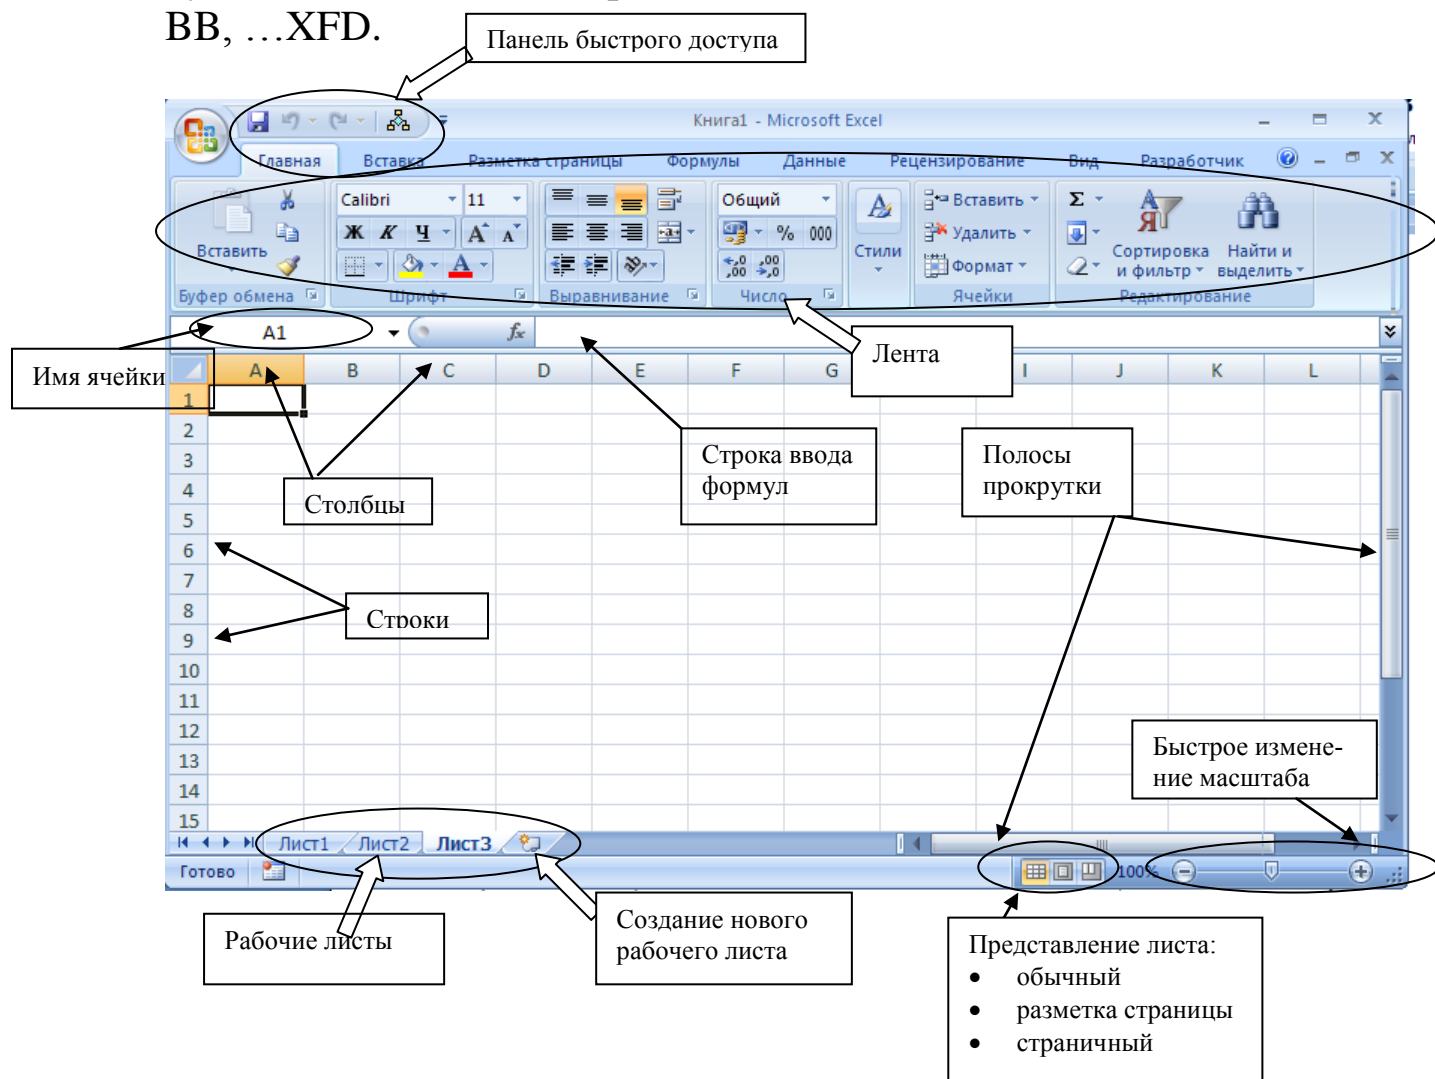 BB, …XFD.
Панель быстрого доступа
Книга1 - Microsoft Excel
Главная Вставка Разметка страницы Формулы Данные Рецензирование Вид Разработчик
Calibri 11 Общий Вставить Σ
Ж К Ч А А % 000 Удалить
Вставить Стили Сортировка и фильтр Найти и выделить
Формат
Буфер обмена Шрифт Выравнивание Число Ячейки Редактирование
A1 fx
Лента
Имя ячейки
A B C D E F G I J K L
1
2
3
4
5
6
7
8
9
10
11
12
13
14
15
Строка ввода
формул
Полосы
прокрутки
Столбцы
Строки
Быстрое измене-
ние масштаба
Лист1 Лист2 Лист3
Готово 100%
Рабочие листы
Создание нового
рабочего листа
Представление листа:
• обычный
• разметка страницы
• страничный